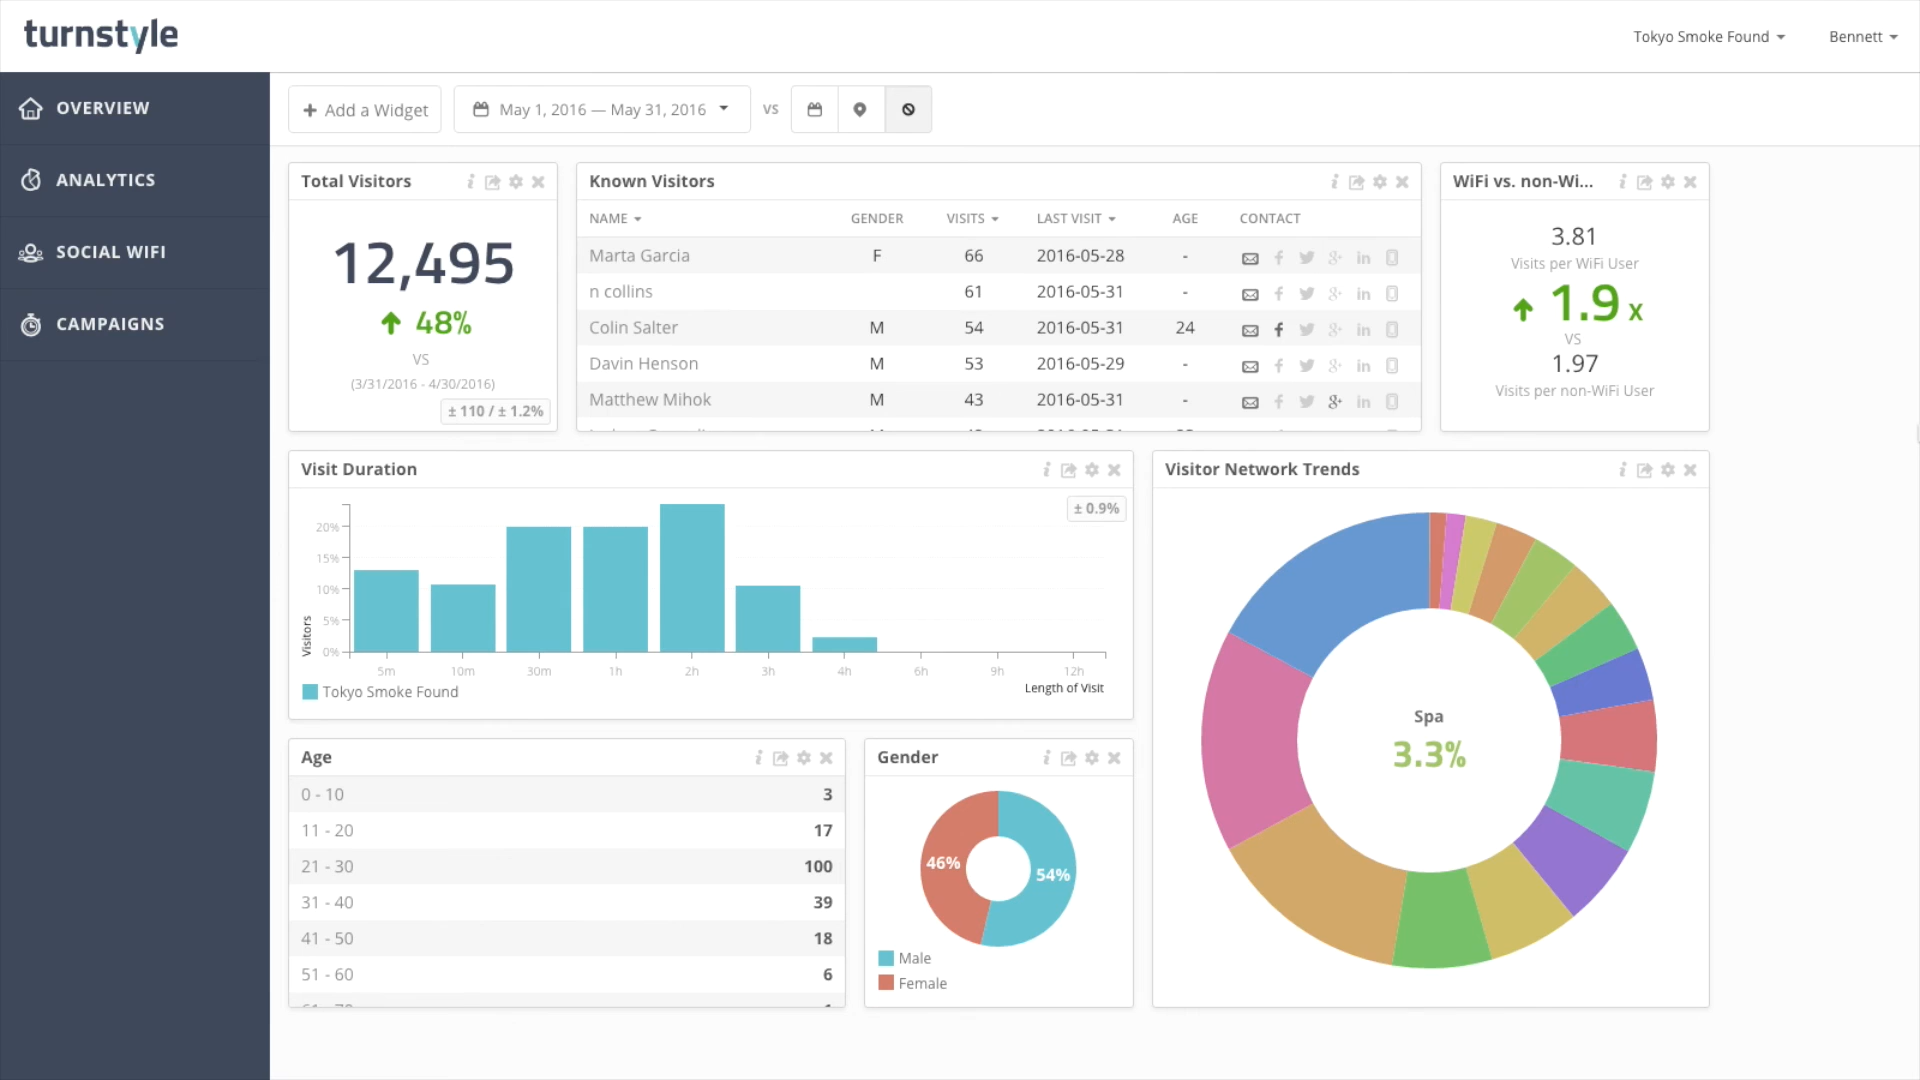 turnstyle
Tokyo Smoke Found
Bennett
OVERVIEW
ANALYTICS
SOCIAL WIFI
CAMPAIGNS
+ Add a Widget
May 1, 2016 — May 31, 2016
VS
Total Visitors
12,495
48%
VS
(3/31/2016 - 4/30/2016)
± 110 / ± 1.2%
Known Visitors
NAME GENDER VISITS LAST VISIT AGE CONTACT
Marta Garcia F 66 2016-05-28 -
n collins 61 2016-05-31 -
Colin Salter M 54 2016-05-31 24
Davin Henson M 53 2016-05-29 -
Matthew Mihok M 43 2016-05-31 -
WiFi vs. non-Wi...
3.81
Visits per WiFi User
1.9 x
VS
1.97
Visits per non-WiFi User
Visit Duration
± 0.9%
20%
15%
10%
5%
0%
Visitors
5m 10m 30m 1h 2h 3h 4h 6h 9h 12h
Length of Visit
Tokyo Smoke Found
Visitor Network Trends
Spa
3.3%
Age
0 - 10 3
11 - 20 17
21 - 30 100
31 - 40 39
41 - 50 18
51 - 60 6
Gender
46%
54%
Male
Female